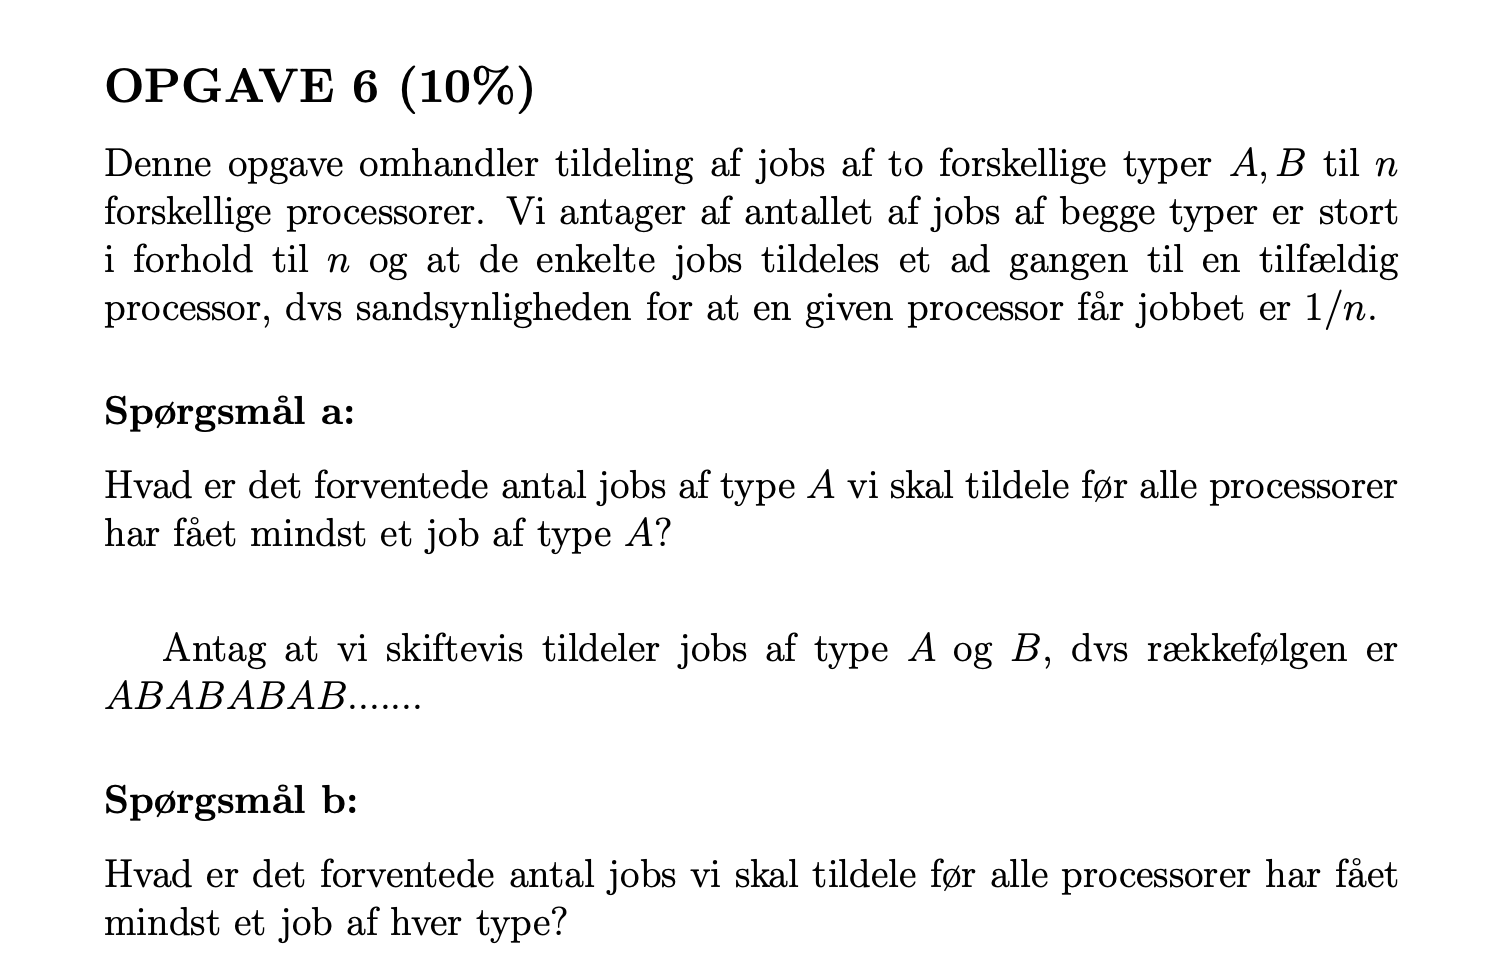 OPGAVE 6 (10%)
Denne opgave omhandler tildeling af jobs af to forskellige typer A, B til n
forskellige processorer. Vi antager af antallet af jobs af begge typer er stort
i forhold til n og at de enkelte jobs tildeles et ad gangen til en tilfældig
processor, dvs sandsynligheden for at en given processor får jobbet er 1/n.
Spørgsmål a:
Hvad er det forventede antal jobs af type A vi skal tildele før alle processorer
har fået mindst et job af type A?
Antag at vi skiftevis tildeler jobs af type A og B, dvs rækkefølgen er
ABABABAB.......
Spørgsmål b:
Hvad er det forventede antal jobs vi skal tildele før alle processorer har fået
mindst et job af hver type?